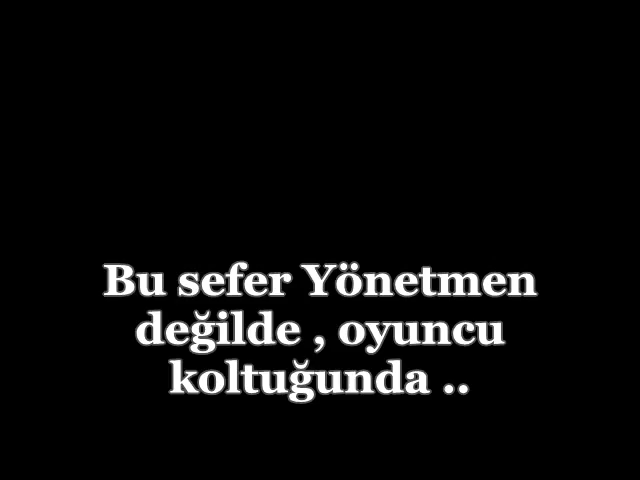 Bu sefer Yönetmen
değilde , oyuncu
koltuğunda ..